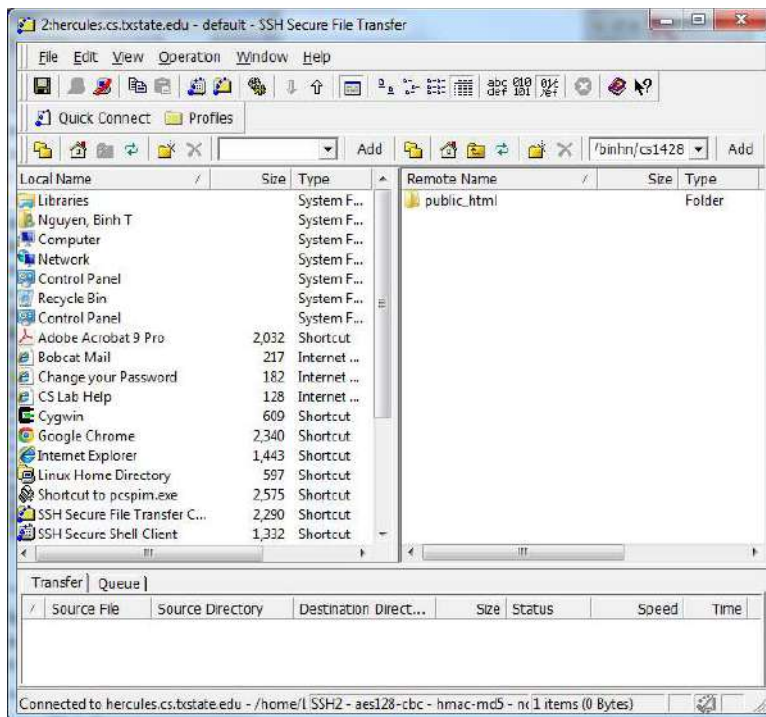 2:hercules.cs.txstate.edu - default - SSH Secure File Transfer
File Edit View Operation Window Help
abc def 010 101
Quick Connect Profiles
Add /binhn/cs1428 Add
Local Name / Size Type
Remote Name / Size Type
Libraries System F...
public_html Folder
Nguyen, Binh T System F...
Computer System F...
Network System F...
Control Panel System F...
Recycle Bin System F...
Control Panel System F...
Adobe Acrobat 9 Pro 2,032 Shortcut
Bobcat Mail 217 Internet ...
Change your Password 182 Internet ...
CS Lab Help 128 Internet ...
Cygwin 609 Shortcut
Google Chrome 2,340 Shortcut
Internet Explorer 1,443 Shortcut
Linux Home Directory 597 Shortcut
Shortcut to pcspim.exe 2,575 Shortcut
SSH Secure File Transfer C... 2,290 Shortcut
SSH Secure Shell Client 1,332 Shortcut
Transfer Queue
/ Source File Source Directory Destination Direct... Size Status Speed Time
Connected to hercules.cs.txstate.edu - /home/ SSH2 - aes128-cbc - hmac-md5 - 1 items (0 Bytes)